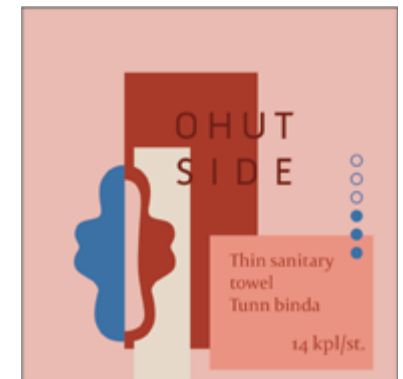 OHUT
SIDE
Thin sanitary
towel
Tunn binda
14 kpl/st.